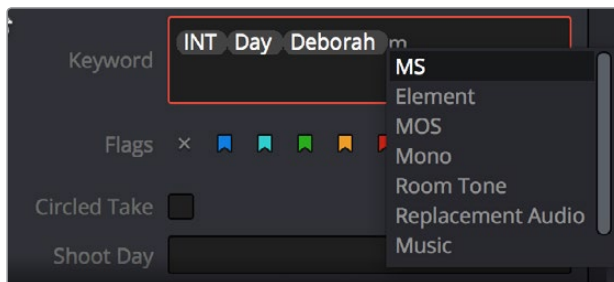 Keyword INT Day Deborah m
MS
Element
Flags
MOS
Mono
Room Tone
Circled Take
Replacement Audio
Shoot Day
Music